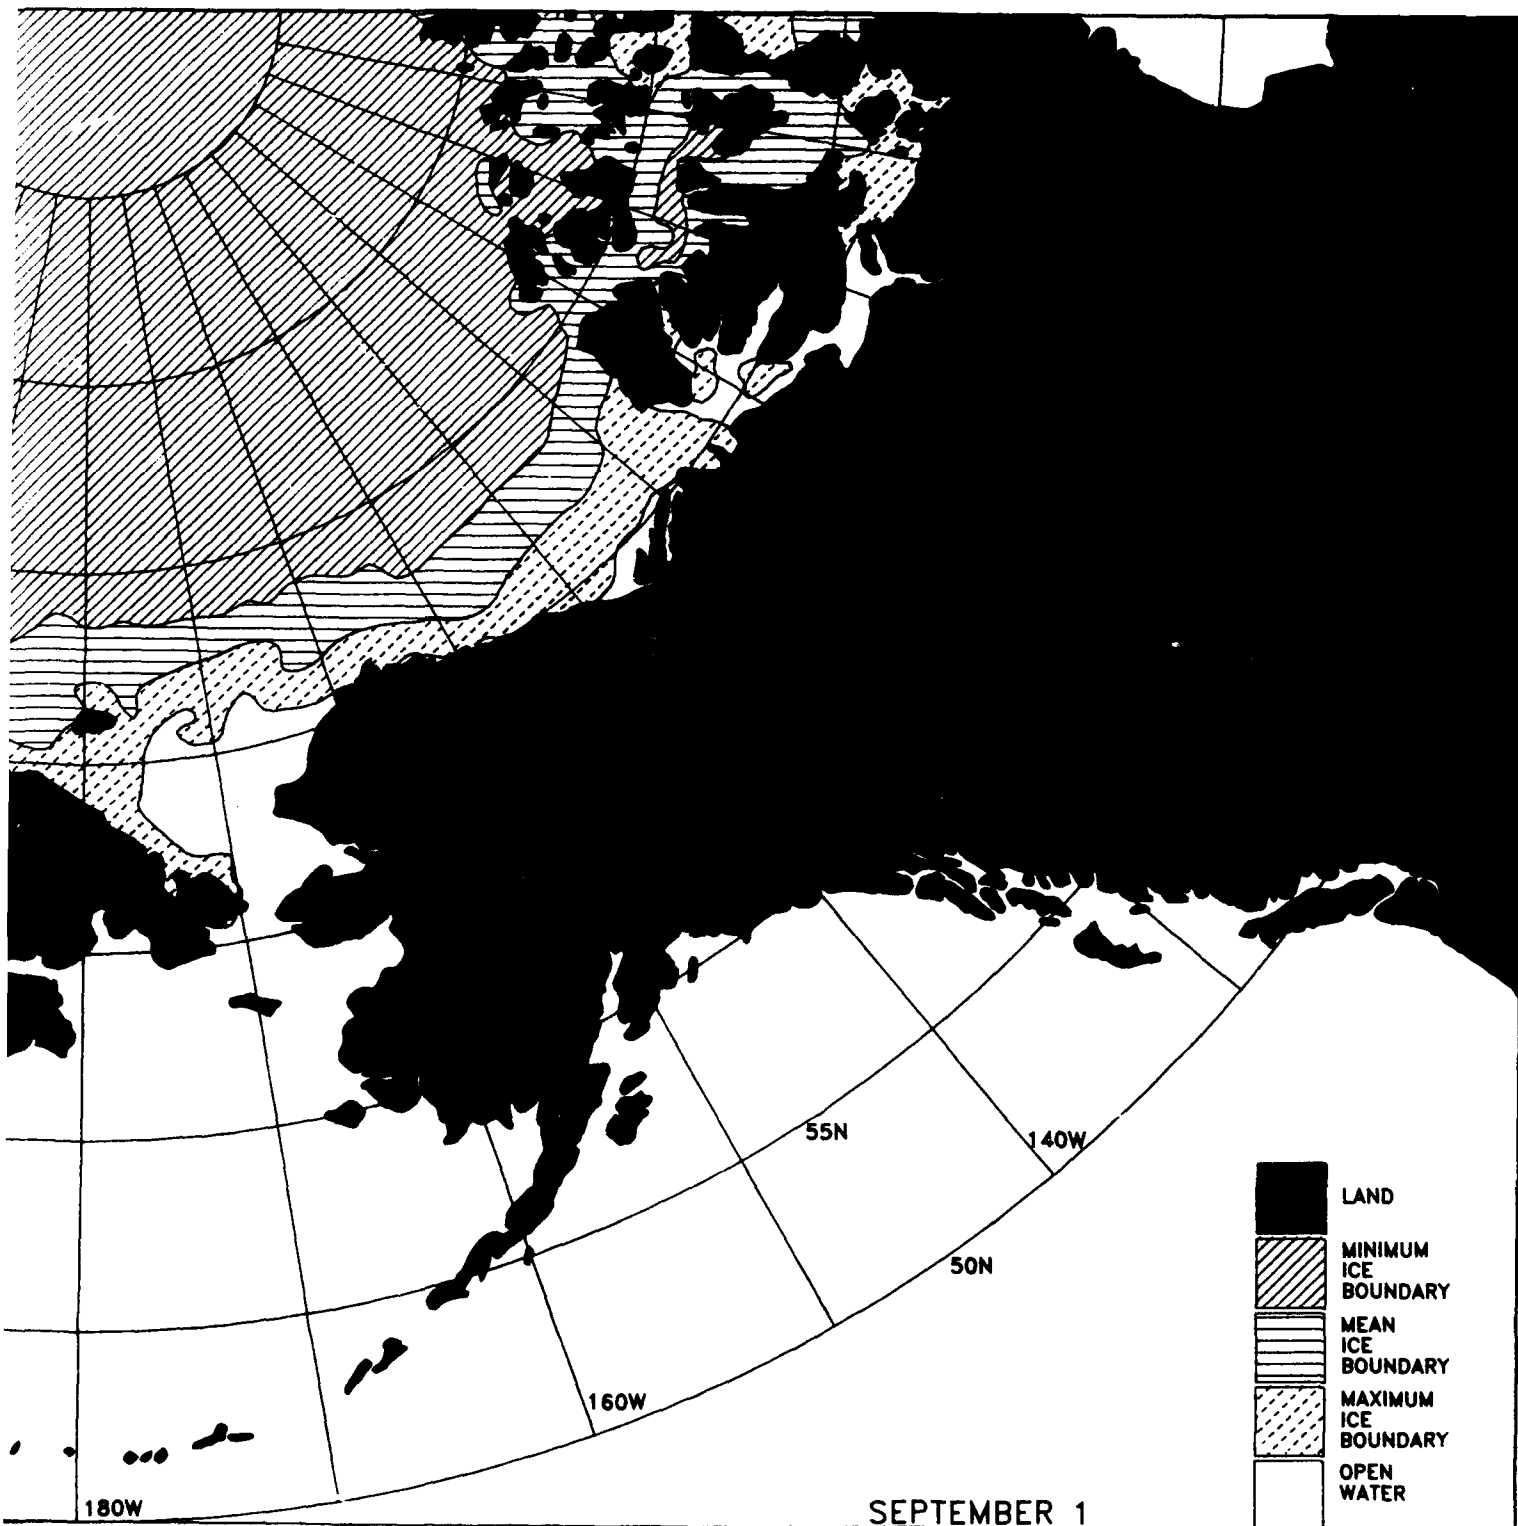 55N
140W
50N
160W
180W
SEPTEMBER 1
LAND
MINIMUM
ICE
BOUNDARY
MEAN
ICE
BOUNDARY
MAXIMUM
ICE
BOUNDARY
OPEN
WATER